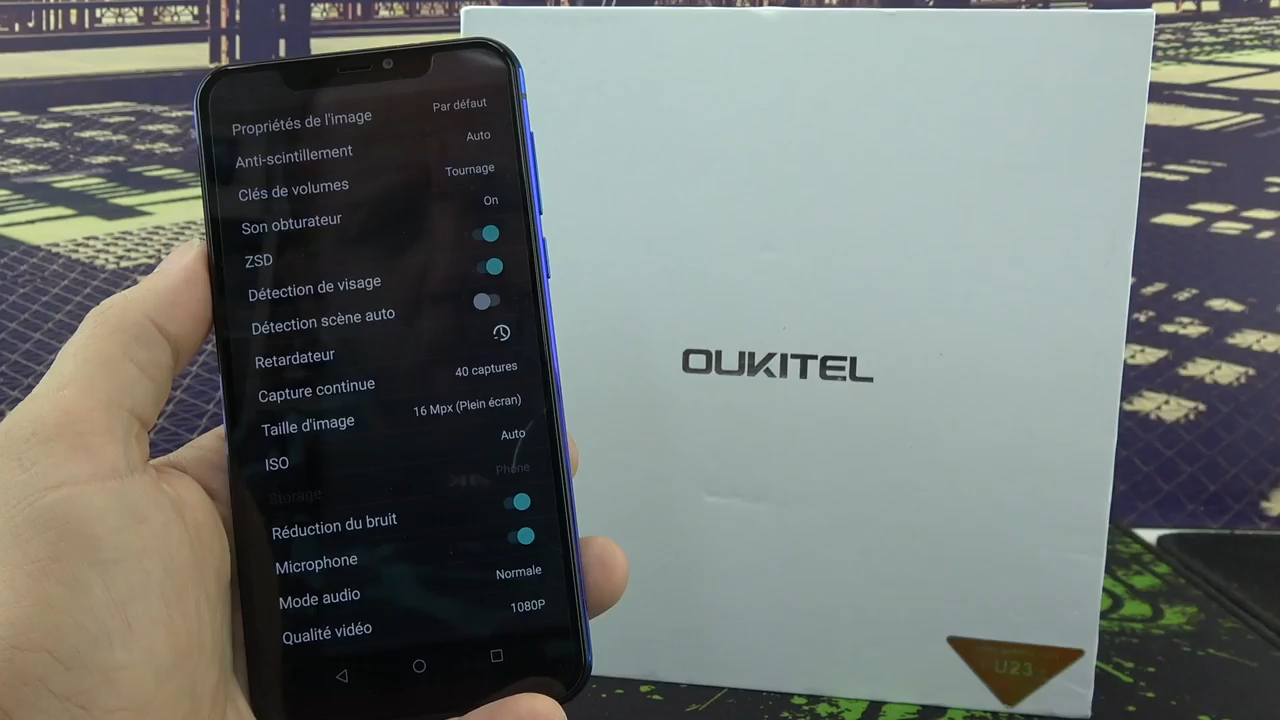 Propriétés de l'image Par défaut
Anti-scintillement Auto
Clés de volumes Tournage
Son obturateur On
ZSD
Détection de visage
Détection scène auto
Retardateur
Capture continue 40 captures
Taille d'image 16 Mpx (Plein écran)
ISO Auto
Storage Phone
Réduction du bruit
Microphone
Mode audio Normale
Qualité vidéo 1080P
OUKITEL
U23